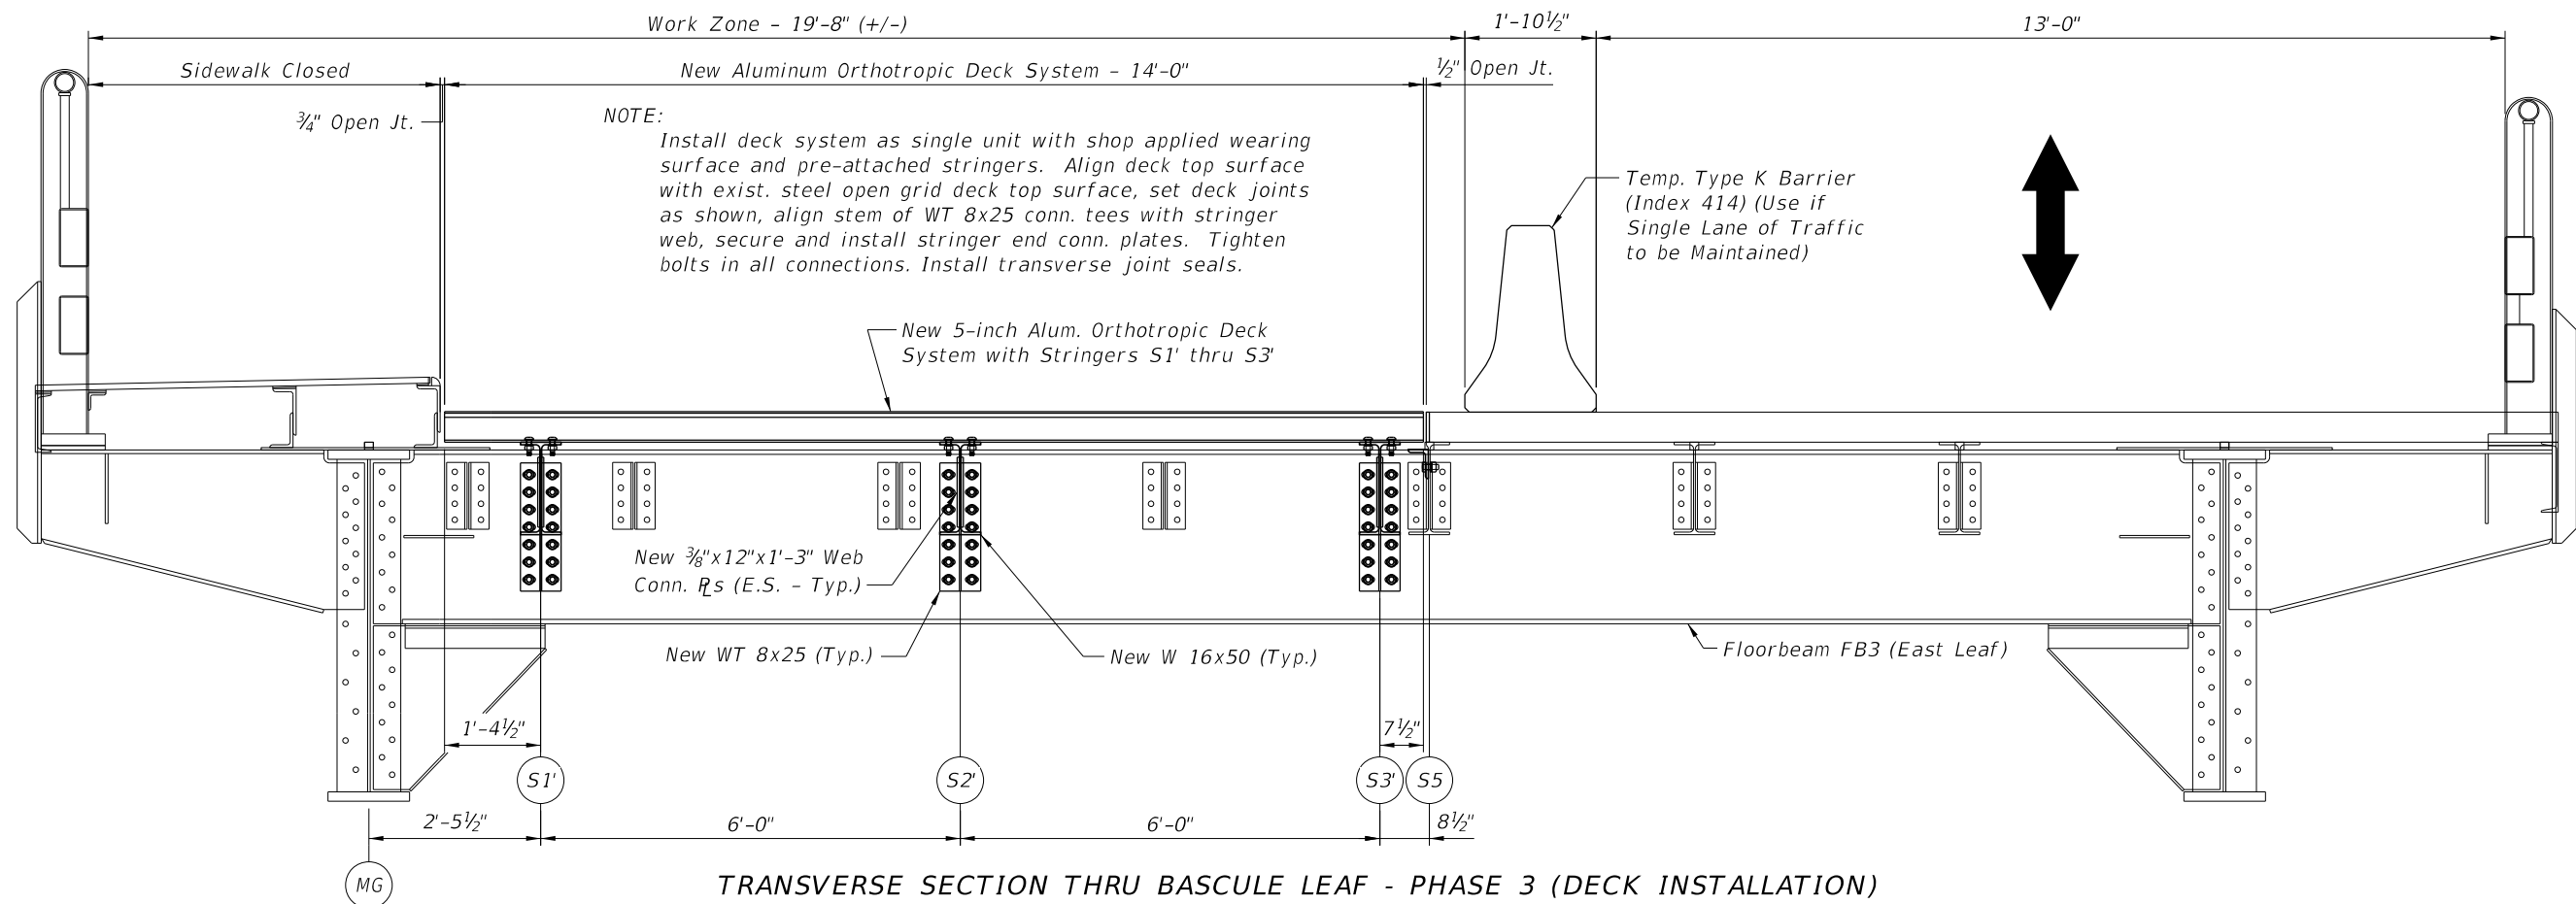 Work Zone - 19'-8" (+/-)
1'-10½"
13'-0"
Sidewalk Closed
New Aluminum Orthotropic Deck System - 14'-0"
½" Open Jt.
¾" Open Jt.
NOTE:
Install deck system as single unit with shop applied wearing
surface and pre-attached stringers. Align deck top surface
with exist. steel open grid deck top surface, set deck joints
as shown, align stem of WT 8x25 conn. tees with stringer
web, secure and install stringer end conn. plates. Tighten
bolts in all connections. Install transverse joint seals.
Temp. Type K Barrier
(Index 414) (Use if
Single Lane of Traffic
to be Maintained)
New 5-inch Alum. Orthotropic Deck
System with Stringers S1' thru S3'
New ⅜"x12"x1'-3" Web
Conn. ⅊s (E.S. - Typ.)
New WT 8x25 (Typ.)
New W 16x50 (Typ.)
Floorbeam FB3 (East Leaf)
1'-4½"
7½"
S1'
S2'
S3'
S5
2'-5½"
6'-0"
6'-0"
8½"
MG
TRANSVERSE SECTION THRU BASCULE LEAF - PHASE 3 (DECK INSTALLATION)